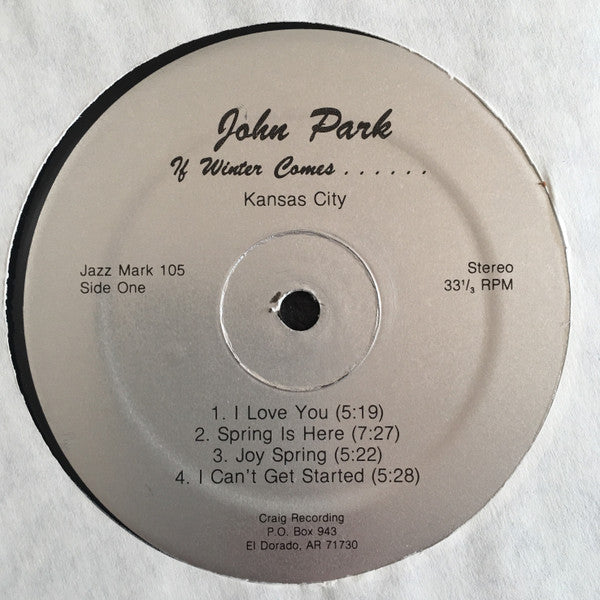 John Park
If Winter Comes . . . . . .
Kansas City
Jazz Mark 105
Side One
Stereo
33¹/₃ RPM
1. I Love You (5:19)
2. Spring Is Here (7:27)
3. Joy Spring (5:22)
4. I Can't Get Started (5:28)
Craig Recording
P.O. Box 943
El Dorado, AR 71730